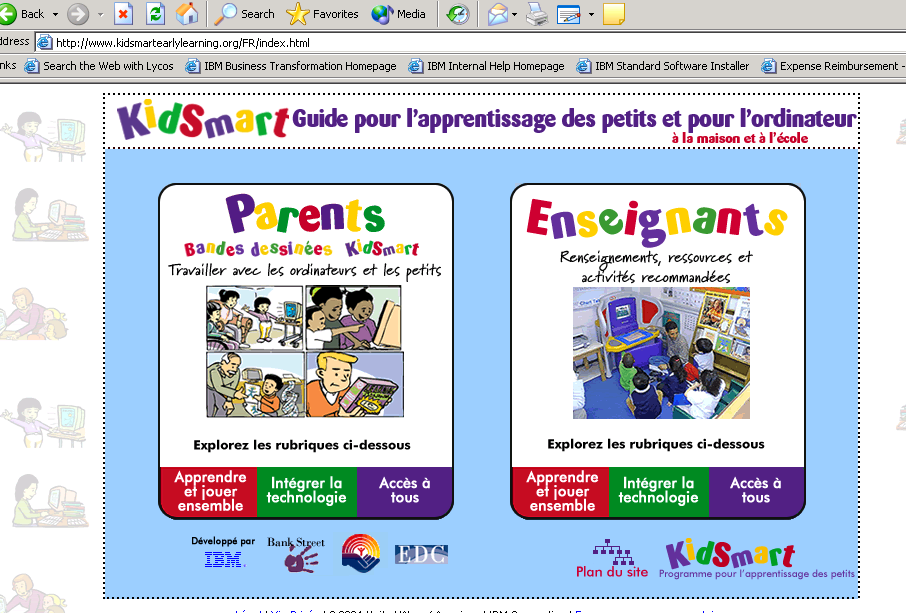 Back Search Favorites Media
ddress http://www.kidsmartearlylearning.org/FR/index.html
nks Search the Web with Lycos IBM Business Transformation Homepage IBM Internal Help Homepage IBM Standard Software Installer Expense Reimbursement -
KidSmart Guide pour l'apprentissage des petits et pour l'ordinateur
à la maison et à l'école
Parents
Bandes dessinées KidSmart
Travailler avec les ordinateurs et les petits
Explorez les rubriques ci-dessous
Apprendre et jouer ensemble
Intégrer la technologie
Accès à tous
Enseignants
Renseignements, ressources et
activités recommandées
Explorez les rubriques ci-dessous
Apprendre et jouer ensemble
Intégrer la technologie
Accès à tous
Développé par
IBM
Bank Street
EDC
Plan du site
KidSmart
Programme pour l'apprentissage des petits